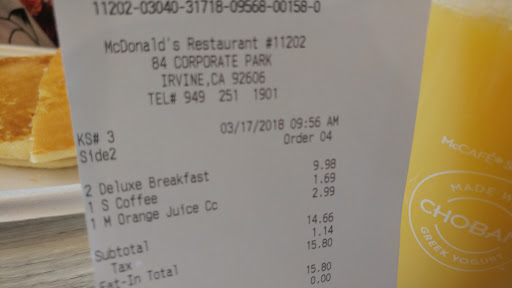 11202-03040-31718-09568-00158-0
McDonald's Restaurant #11202
84 CORPORATE PARK
IRVINE,CA 92606
TEL# 949 251 1901
KS# 3 03/17/2018 09:56 AM
Side2 Order 04
2 Deluxe Breakfast 9.98
1 S Coffee 1.69
1 M Orange Juice Cc 2.99
Subtotal 14.66
Tax 1.14
Eat-In Total 15.80
15.80
0.00
McCAFÉ
MADE W
CHOBAN
GREEK YOGURT